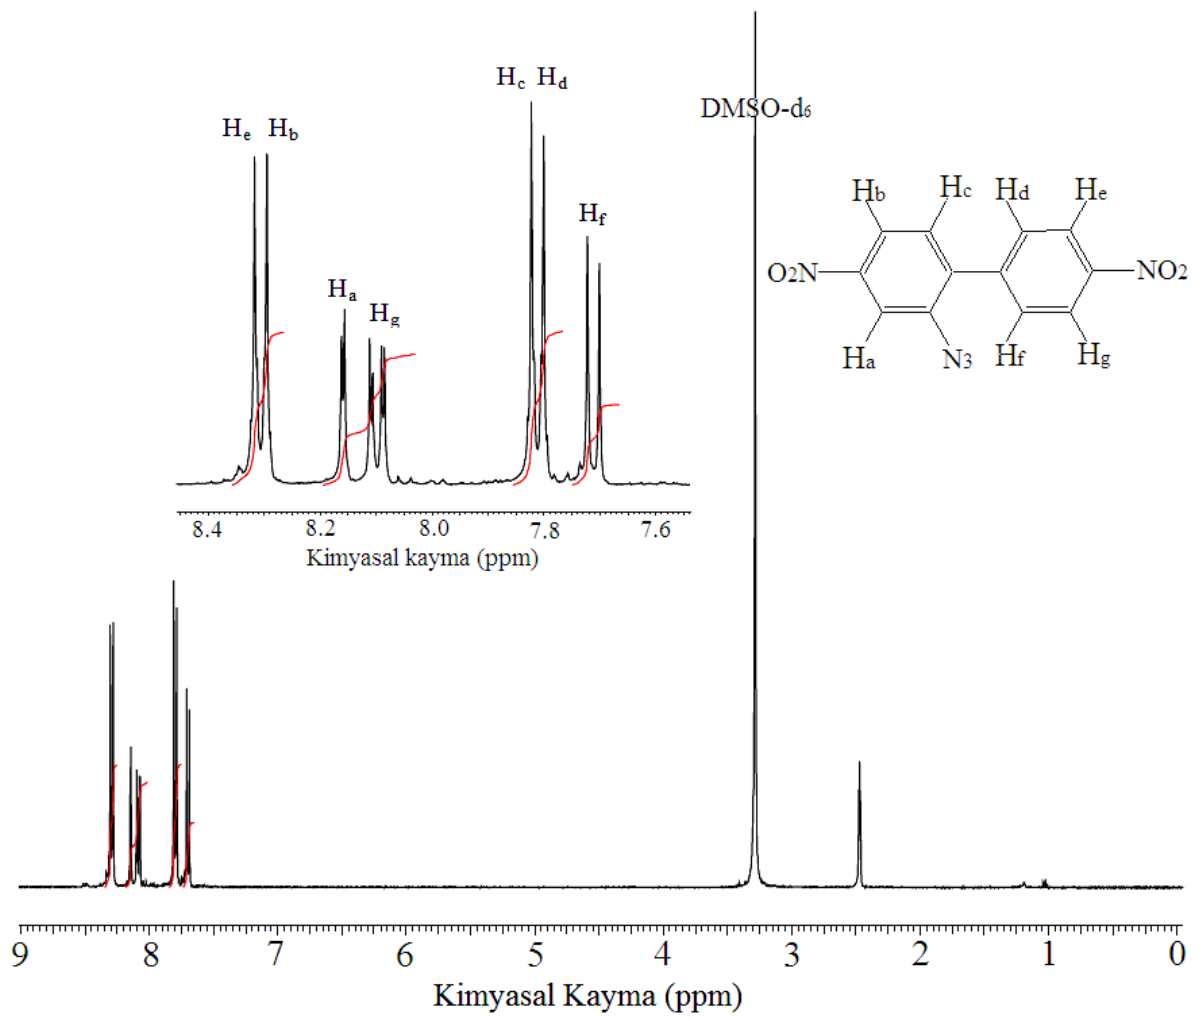 Hc Hd
He Hb
DMSO-d6
Hf
Ha
Hg
Hb Hc Hd He
O2N NO2
Ha N3 Hf Hg
8.4 8.2 8.0 7.8 7.6
Kimyasal kayma (ppm)
9 8 7 6 5 4 3 2 1 0
Kimyasal Kayma (ppm)